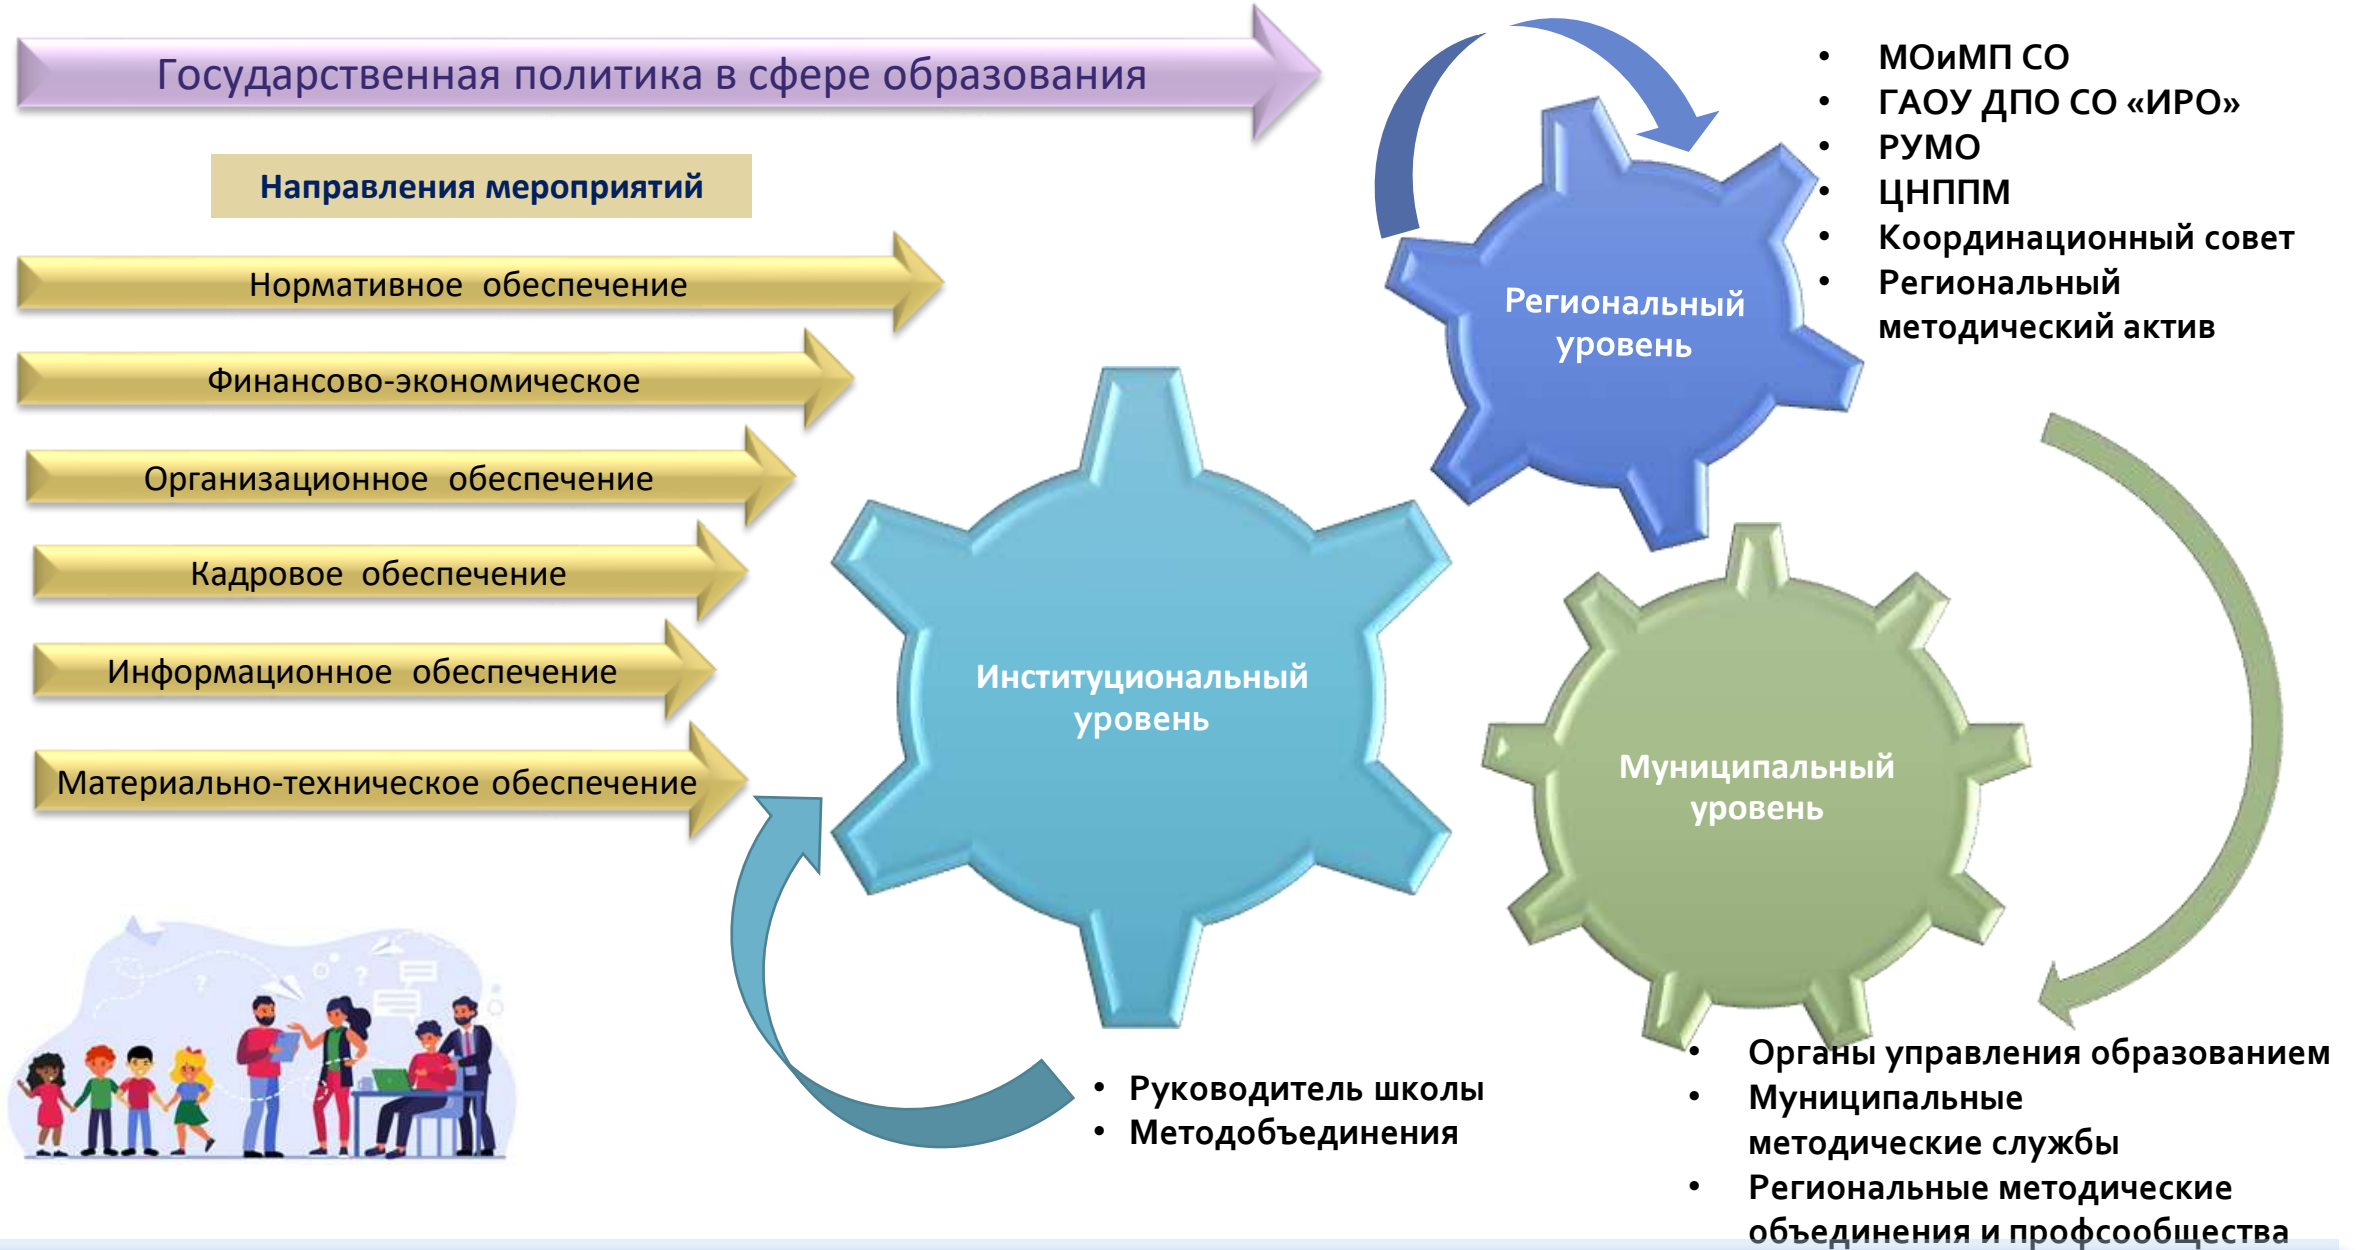 Государственная политика в сфере образования
Направления мероприятий
Нормативное обеспечение
Финансово-экономическое
Организационное обеспечение
Кадровое обеспечение
Информационное обеспечение
Материально-техническое обеспечение
• МОиМП СО
• ГАОУ ДПО СО «ИРО»
• РУМО
• ЦНППМ
• Координационный совет
• Региональный
методический актив
Региональный
уровень
Институциональный
уровень
Муниципальный
уровень
• Руководитель школы
• Методобъединения
• Органы управления образованием
• Муниципальные
методические службы
• Региональные методические
объединения и профсообщества